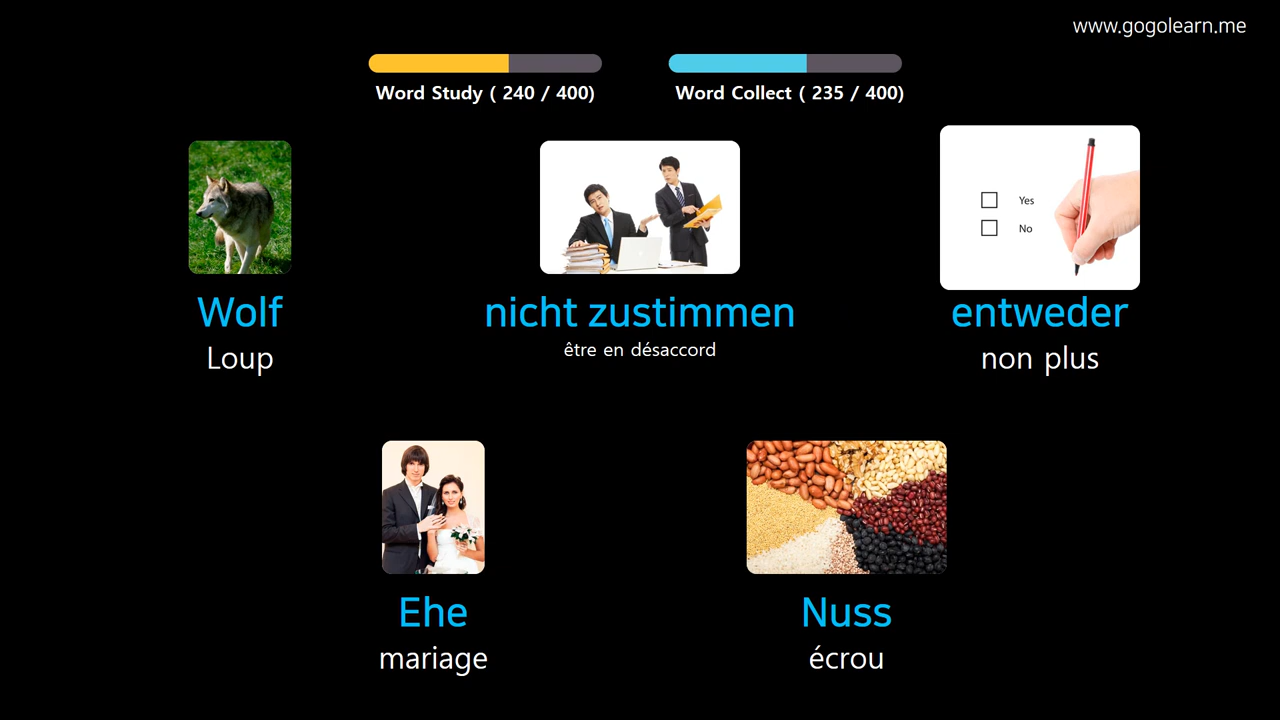 www.gogolearn.me
Word Study ( 240 / 400)
Word Collect ( 235 / 400)
Yes
No
Wolf
nicht zustimmen
entweder
Loup
être en désaccord
non plus
Ehe
Nuss
mariage
écrou